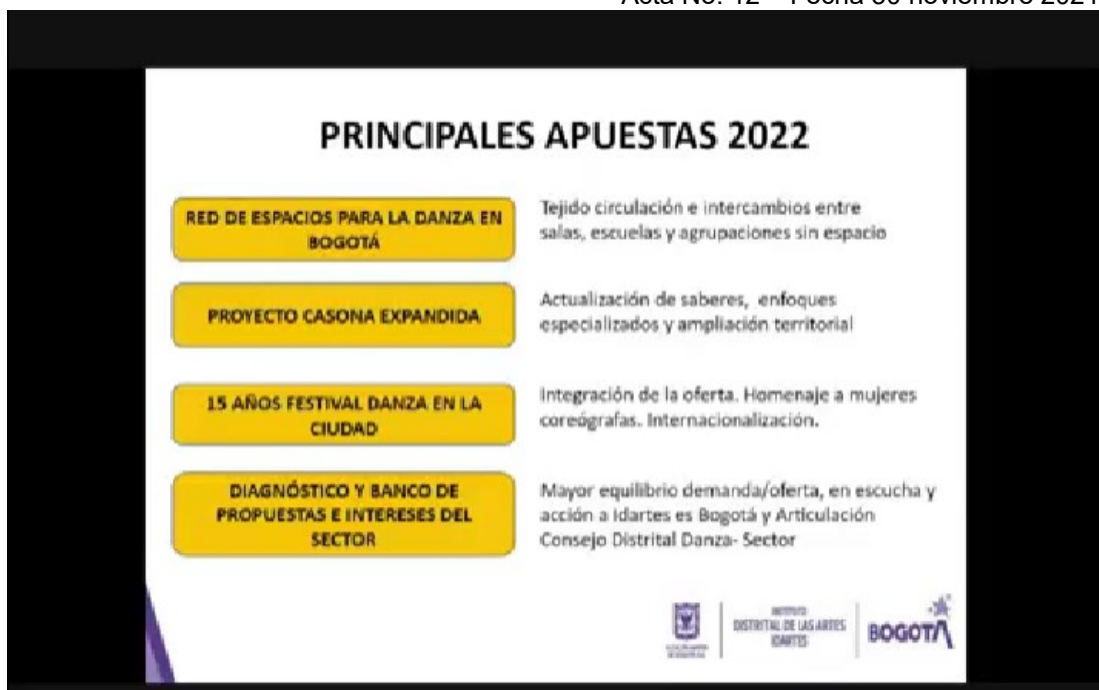 PRINCIPALES APUESTAS 2022
RED DE ESPACIOS PARA LA DANZA EN
BOGOTÁ
Tejido circulación e intercambios entre
salas, escuelas y agrupaciones sin espacio
PROYECTO CASONA EXPANDIDA
Actualización de saberes, enfoques
especializados y ampliación territorial
15 AÑOS FESTIVAL DANZA EN LA
CIUDAD
Integración de la oferta. Homenaje a mujeres
coreógrafas. Internacionalización.
DIAGNÓSTICO Y BANCO DE
PROPUESTAS E INTERESES DEL
SECTOR
Mayor equilibrio demanda/oferta, en escucha y
acción a Idartes es Bogotá y Articulación
Consejo Distrital Danza- Sector
INSTITUTO
DISTRITAL DE LAS ARTES
IDARTES
BOGOTÁ